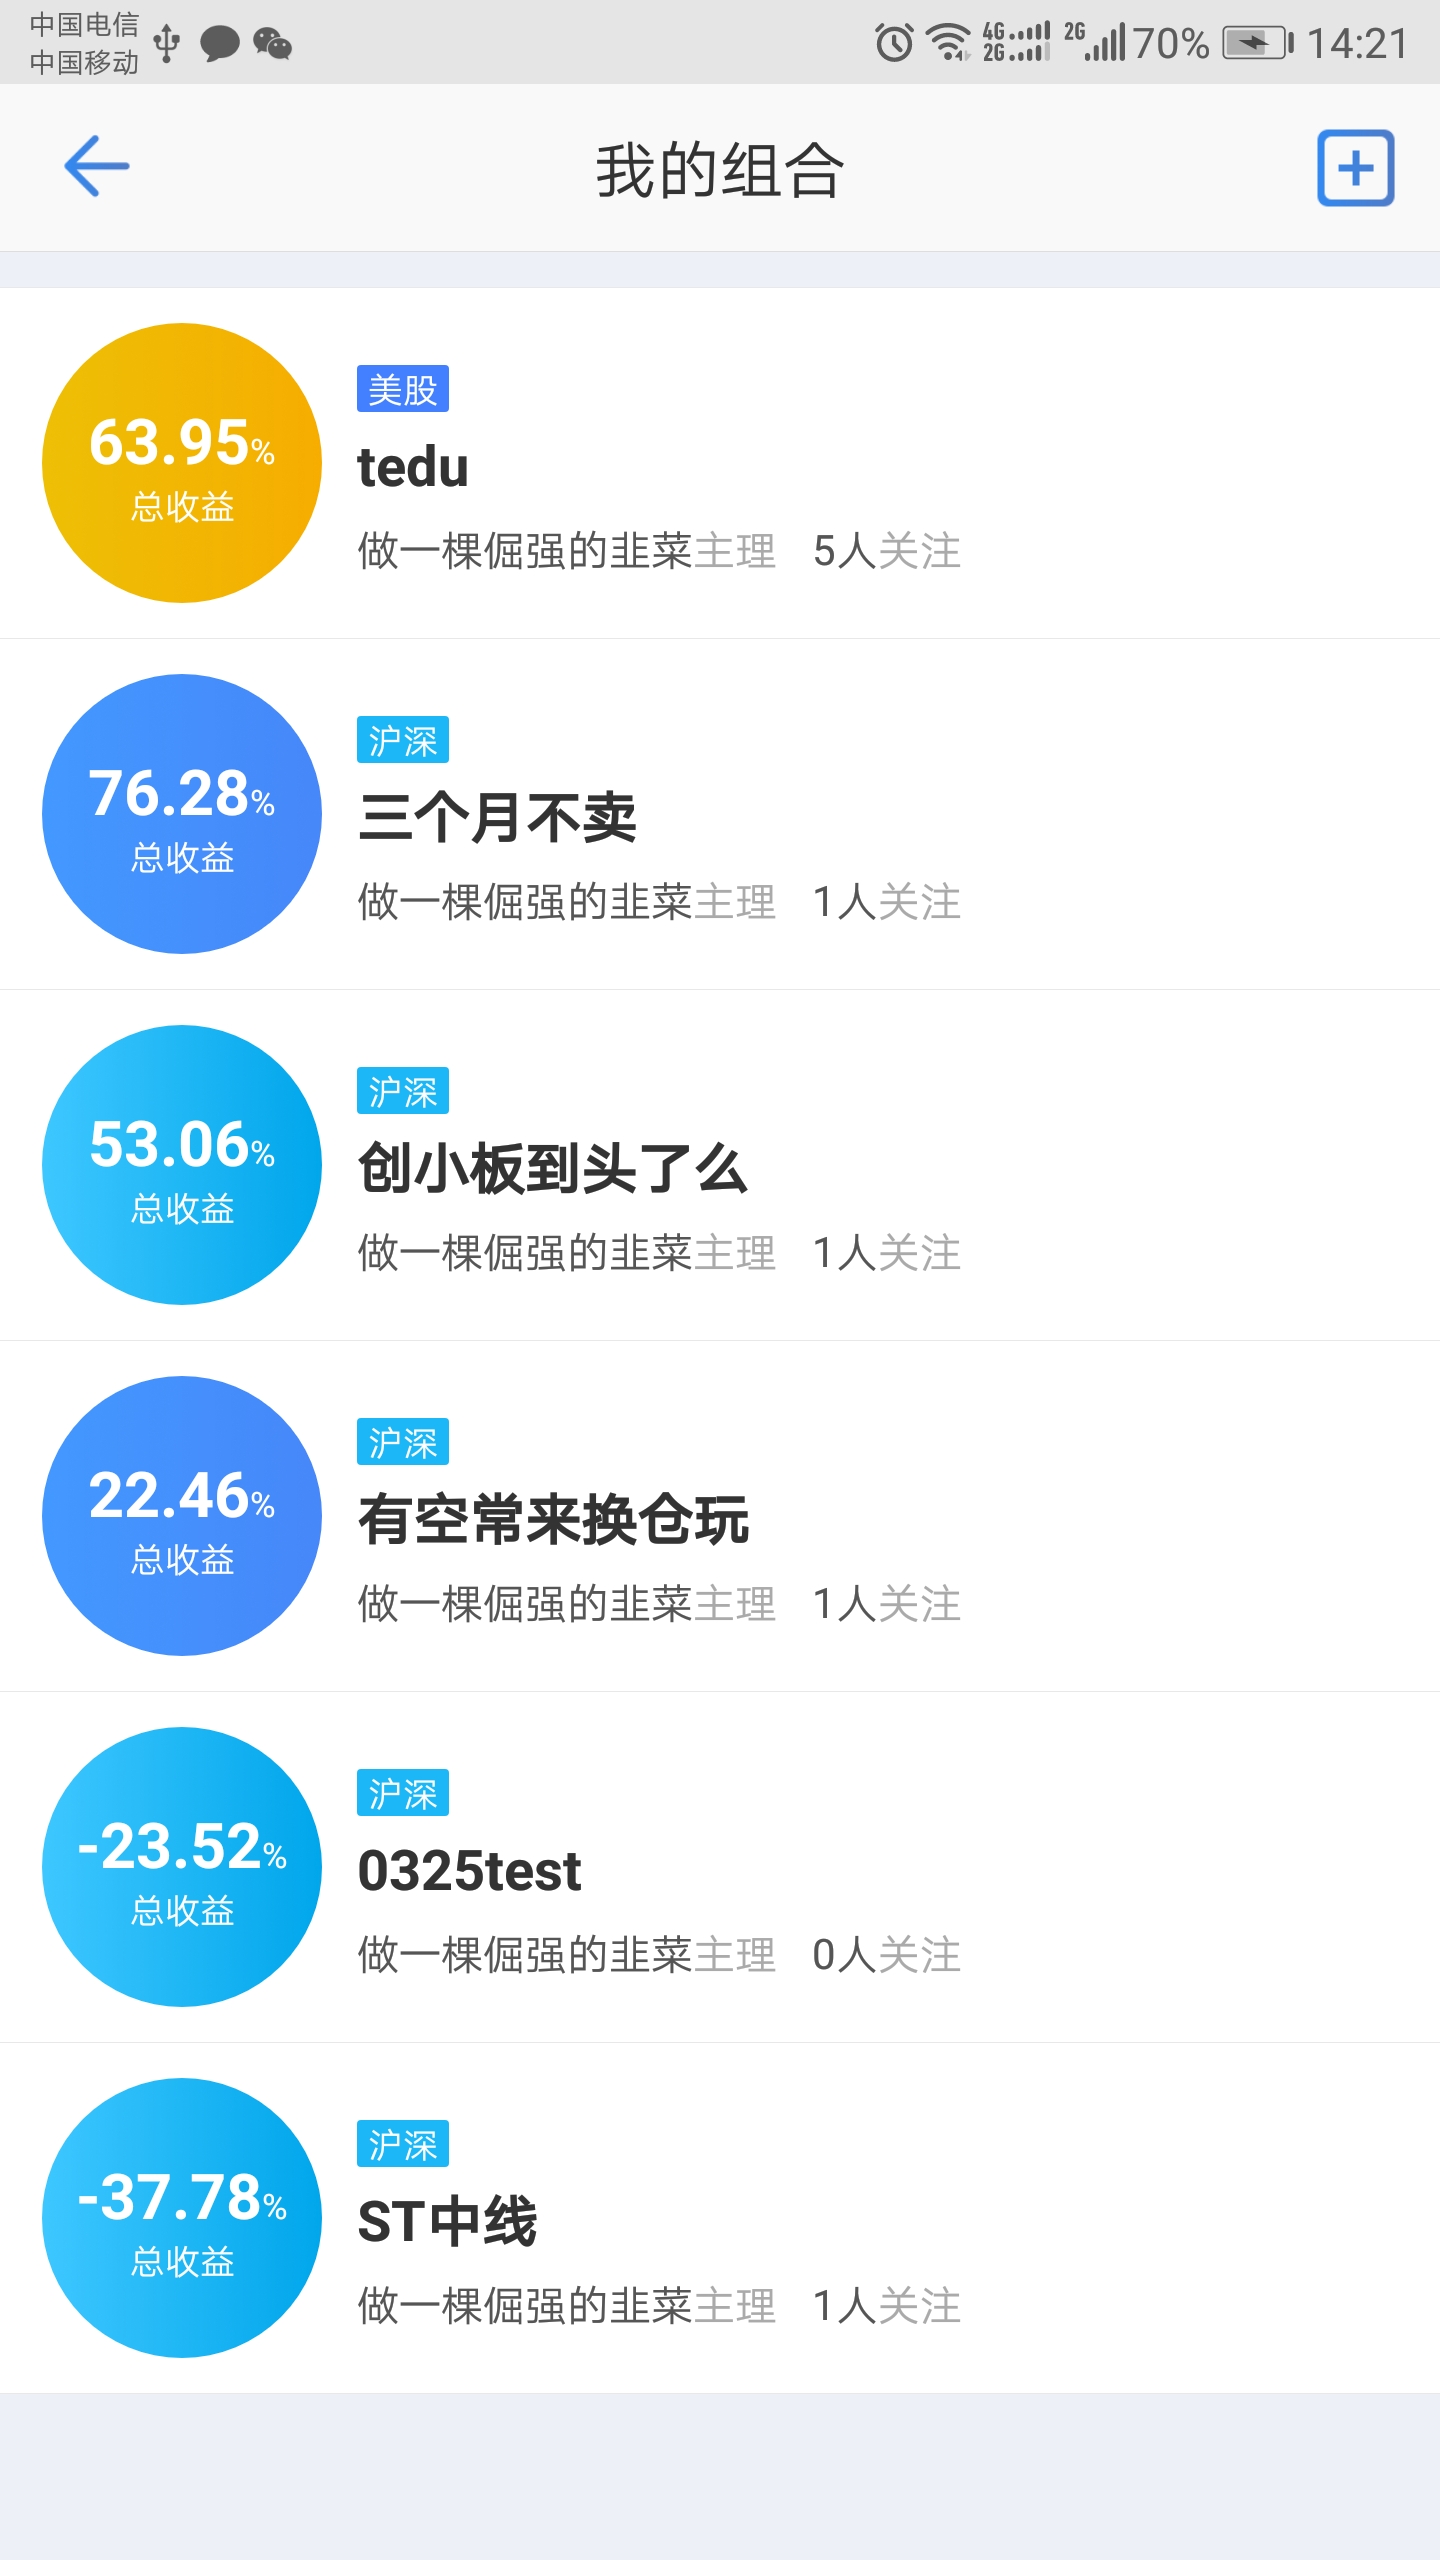 中国电信
中国移动
4G
2G
2G
70%
14:21
我的组合
63.95%
总收益
美股
tedu
做一棵倔强的韭菜主理 5人关注
76.28%
总收益
沪深
三个月不卖
做一棵倔强的韭菜主理 1人关注
53.06%
总收益
沪深
创小板到头了么
做一棵倔强的韭菜主理 1人关注
22.46%
总收益
沪深
有空常来换仓玩
做一棵倔强的韭菜主理 1人关注
-23.52%
总收益
沪深
0325test
做一棵倔强的韭菜主理 0人关注
-37.78%
总收益
沪深
ST中线
做一棵倔强的韭菜主理 1人关注